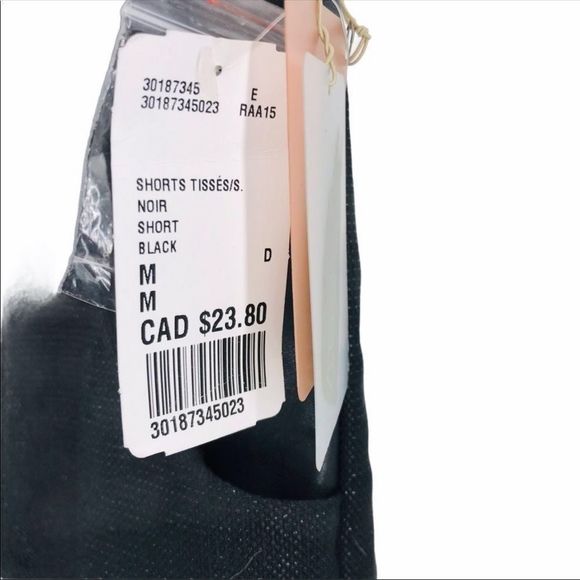 30187345 E
30187345023 RAA15
SHORTS TISSÉS/S.
NOIR
SHORT
BLACK
D
M
M
CAD $23.80
30187345023